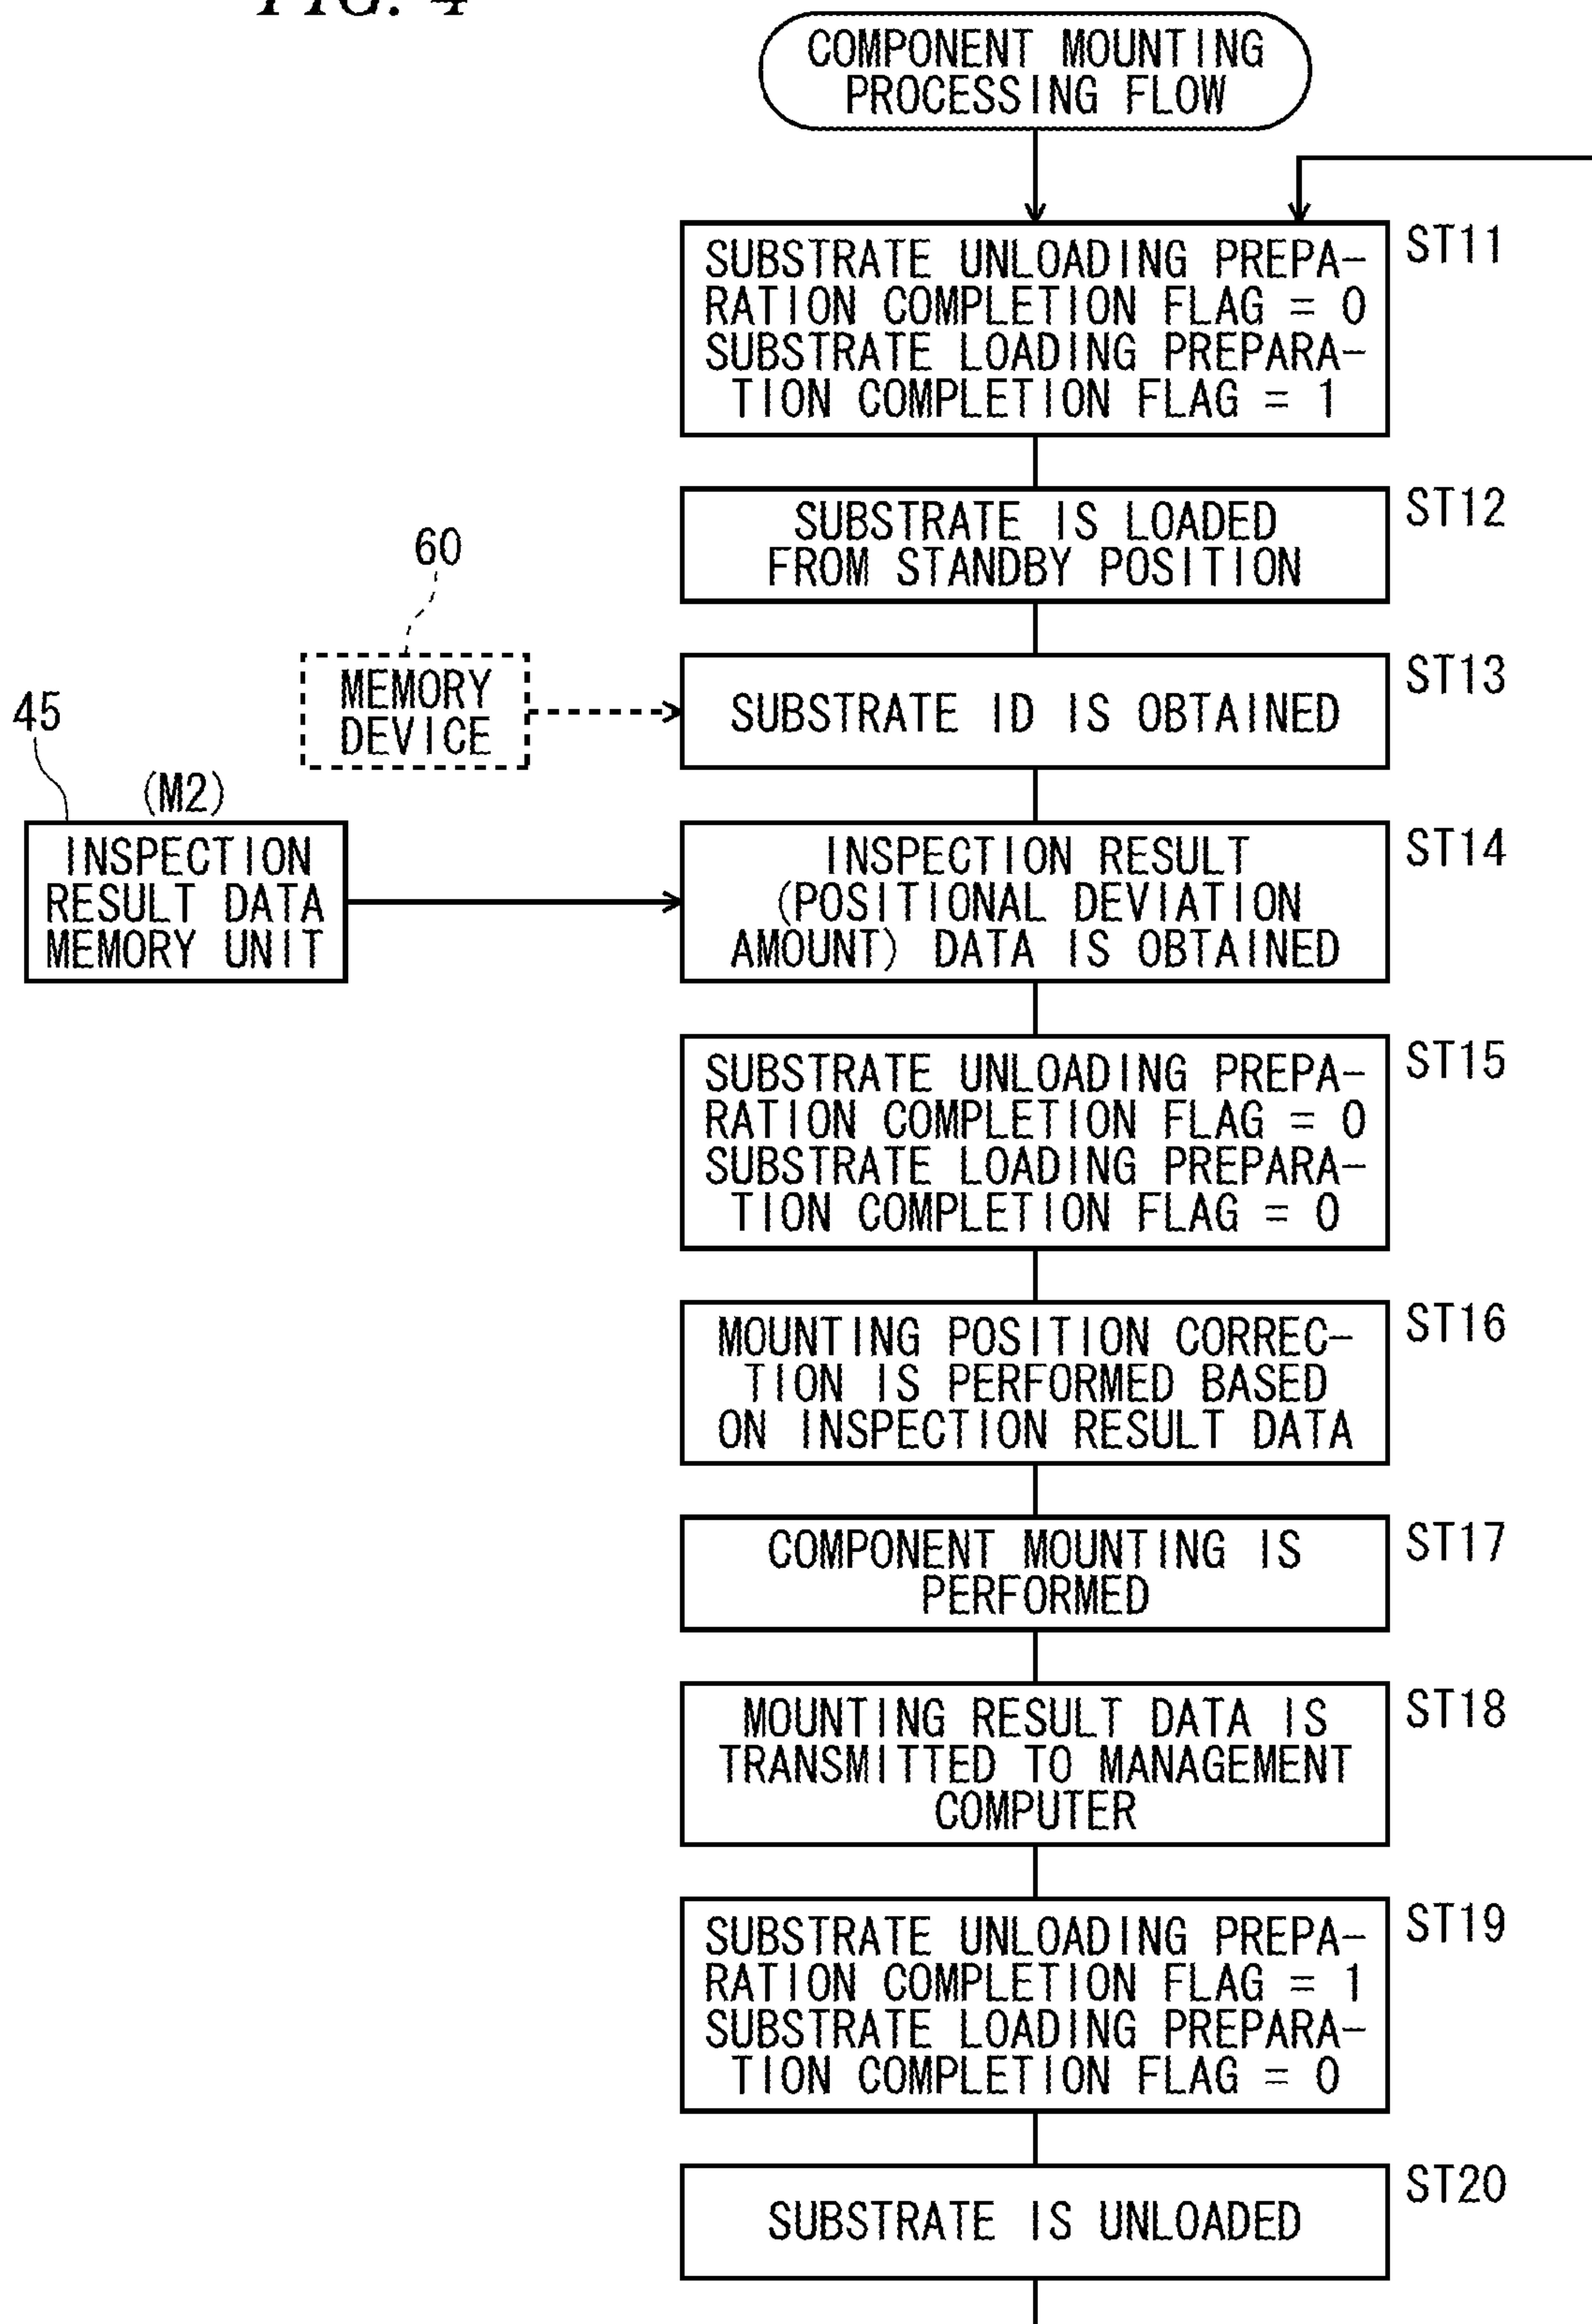 FIG. 4
COMPONENT MOUNTING
PROCESSING FLOW
SUBSTRATE UNLOADING PREPA-
RATION COMPLETION FLAG = 0
SUBSTRATE LOADING PREPARA-
TION COMPLETION FLAG = 1
ST11
SUBSTRATE IS LOADED
FROM STANDBY POSITION
ST12
60
MEMORY
DEVICE
SUBSTRATE ID IS OBTAINED
ST13
45
(M2)
INSPECTION
RESULT DATA
MEMORY UNIT
INSPECTION RESULT
(POSITIONAL DEVIATION
AMOUNT) DATA IS OBTAINED
ST14
SUBSTRATE UNLOADING PREPA-
RATION COMPLETION FLAG = 0
SUBSTRATE LOADING PREPARA-
TION COMPLETION FLAG = 0
ST15
MOUNTING POSITION CORREC-
TION IS PERFORMED BASED
ON INSPECTION RESULT DATA
ST16
COMPONENT MOUNTING IS
PERFORMED
ST17
MOUNTING RESULT DATA IS
TRANSMITTED TO MANAGEMENT
COMPUTER
ST18
SUBSTRATE UNLOADING PREPA-
RATION COMPLETION FLAG = 1
SUBSTRATE LOADING PREPARA-
TION COMPLETION FLAG = 0
ST19
SUBSTRATE IS UNLOADED
ST20